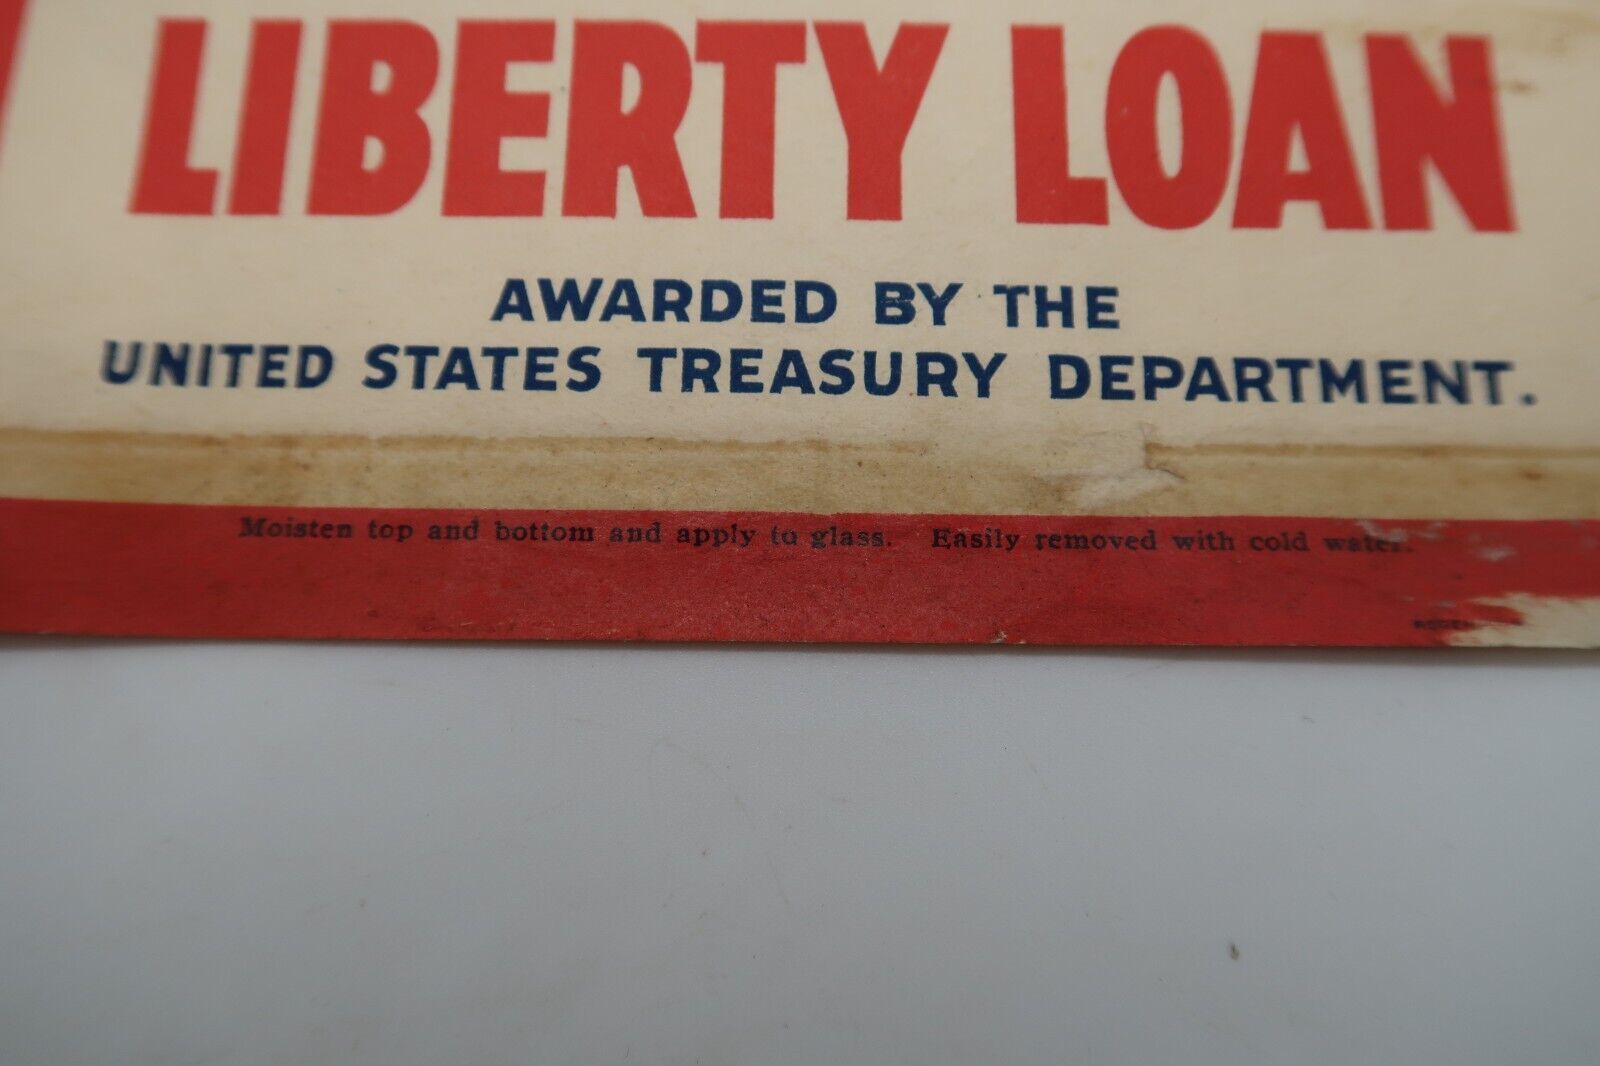 LIBERTY LOAN
AWARDED BY THE
UNITED STATES TREASURY DEPARTMENT.
Moisten top and bottom and apply to glass. Easily removed with cold water.